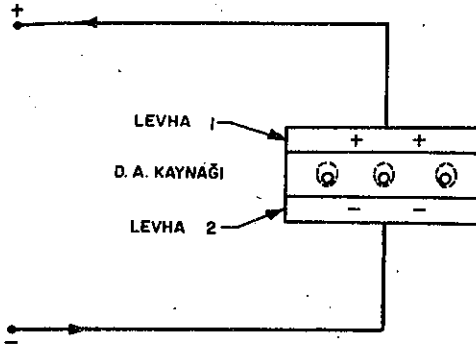 +
LEVHA 1
+ +
D. A. KAYNAĞI
LEVHA 2
- -
-